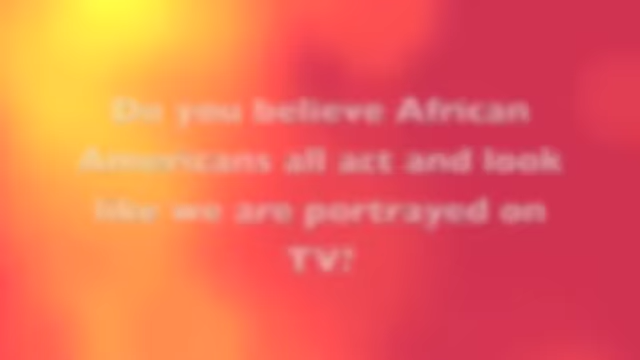 Do you believe African
Americans all act and look
like we are portrayed on
TV?